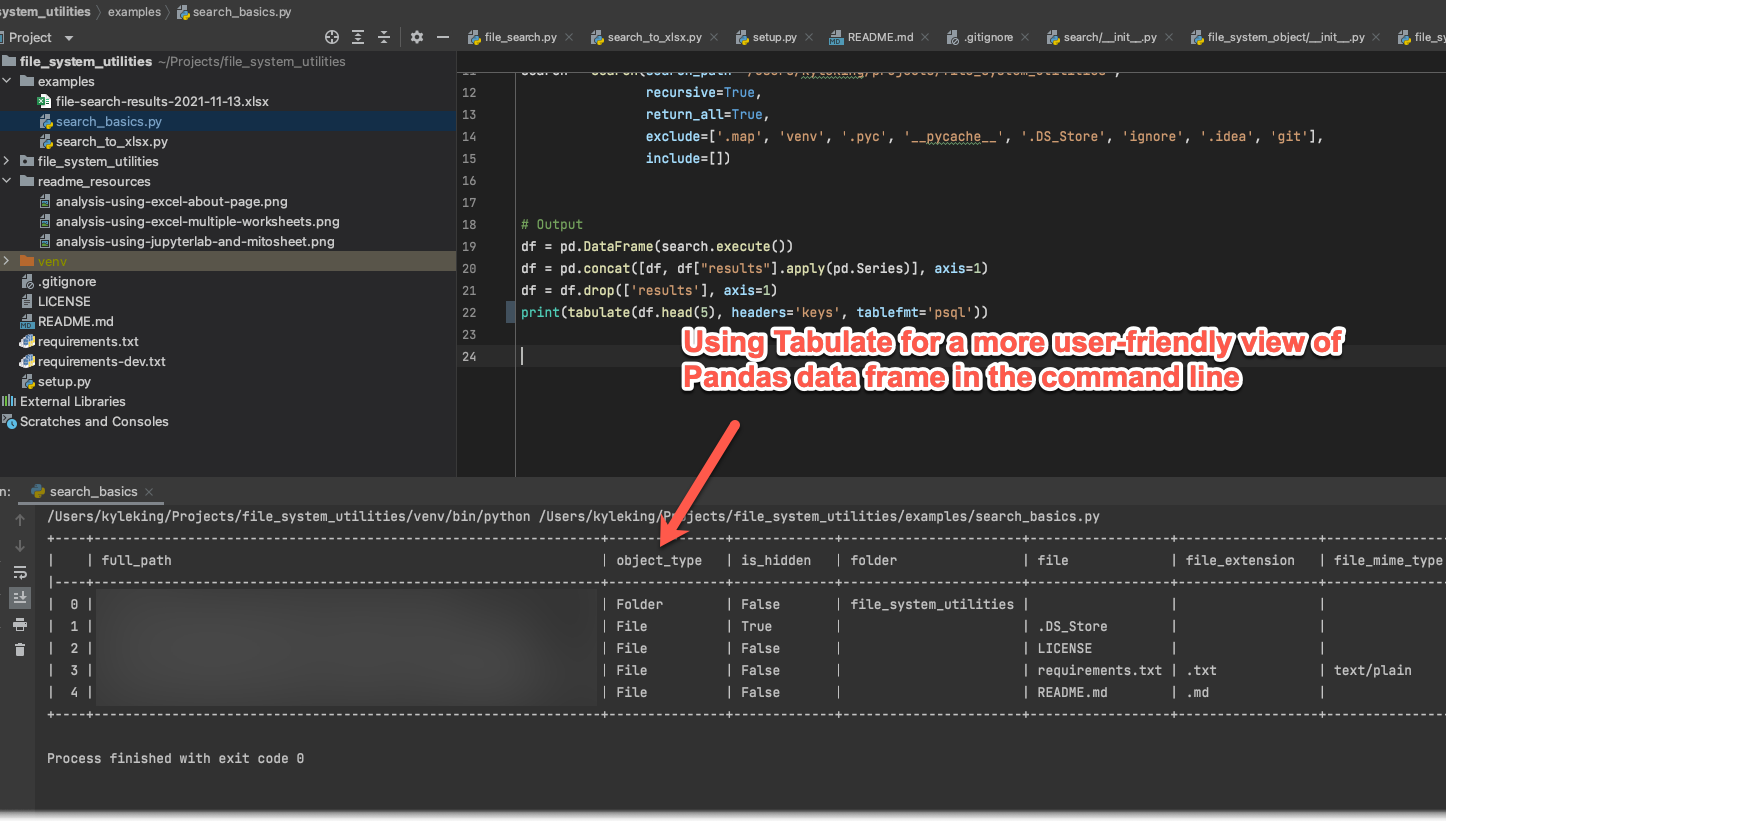 system_utilities › examples › search_basics.py
Project
file_search.py
search_to_xlsx.py
setup.py
README.md
.gitignore
search/__init__.py
file_system_object/__init__.py
file_sy
file_system_utilities ~/Projects/file_system_utilities
examples
file-search-results-2021-11-13.xlsx
search_basics.py
search_to_xlsx.py
file_system_utilities
readme_resources
analysis-using-excel-about-page.png
analysis-using-excel-multiple-worksheets.png
analysis-using-jupyterlab-and-mitosheet.png
venv
.gitignore
LICENSE
README.md
requirements.txt
requirements-dev.txt
setup.py
External Libraries
Scratches and Consoles
12 recursive=True,
13 return_all=True,
14 exclude=['.map', 'venv', '.pyc', '__pycache__', '.DS_Store', 'ignore', '.idea', 'git'],
15 include=[])
16
17
18 # Output
19 df = pd.DataFrame(search.execute())
20 df = pd.concat([df, df["results"].apply(pd.Series)], axis=1)
21 df = df.drop(['results'], axis=1)
22 print(tabulate(df.head(5), headers='keys', tablefmt='psql'))
23
24
Using Tabulate for a more user-friendly view of
Pandas data frame in the command line
n: search_basics
/Users/kyleking/Projects/file_system_utilities/venv/bin/python /Users/kyleking/Projects/file_system_utilities/examples/search_basics.py
| | full_path | object_type | is_hidden | folder | file | file_extension | file_mime_type
| 0 | | Folder | False | file_system_utilities | | |
| 1 | | File | True | | .DS_Store | |
| 2 | | File | False | | LICENSE | |
| 3 | | File | False | | requirements.txt | .txt | text/plain
| 4 | | File | False | | README.md | .md |
Process finished with exit code 0